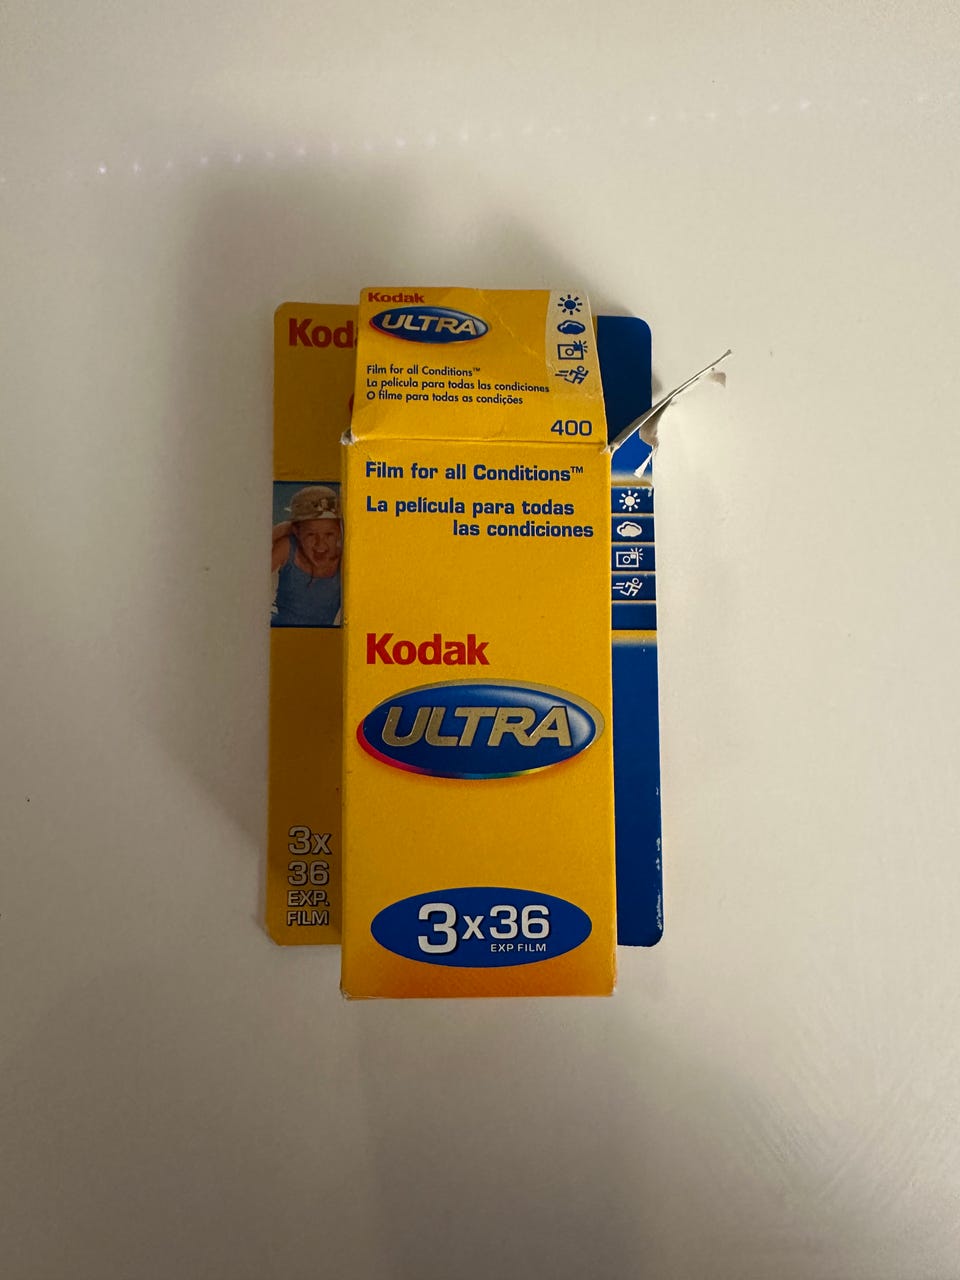 Kodak
ULTRA
Film for all Conditions™
La película para todas las condiciones
O filme para todas as condições
400
Film for all Conditions™
La película para todas
las condiciones
Kodak
ULTRA
3x36
EXP FILM
3x
36
EXP.
FILM